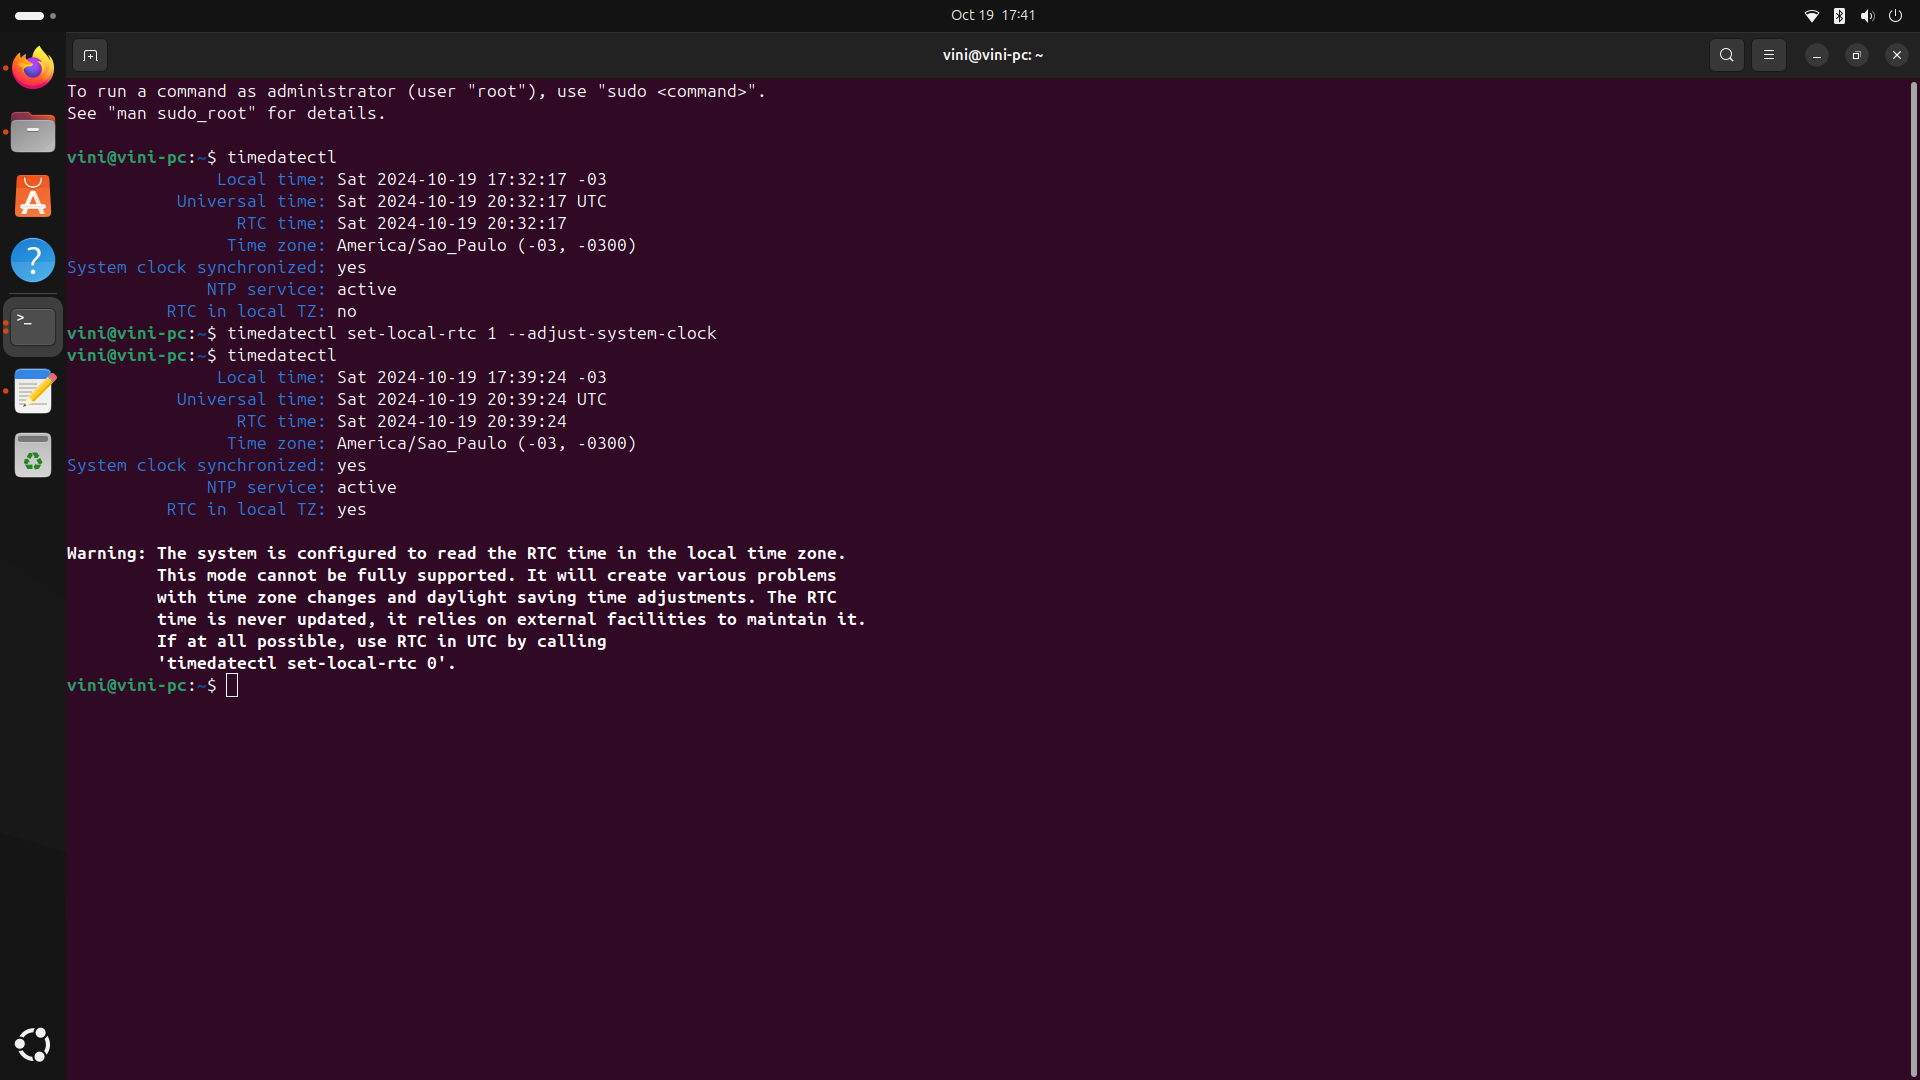 Oct 19 17:41
vini@vini-pc: ~
To run a command as administrator (user "root"), use "sudo <command>".
See "man sudo_root" for details.
vini@vini-pc:~$ timedatectl
Local time: Sat 2024-10-19 17:32:17 -03
Universal time: Sat 2024-10-19 20:32:17 UTC
RTC time: Sat 2024-10-19 20:32:17
Time zone: America/Sao_Paulo (-03, -0300)
System clock synchronized: yes
NTP service: active
RTC in local TZ: no
vini@vini-pc:~$ timedatectl set-local-rtc 1 --adjust-system-clock
vini@vini-pc:~$ timedatectl
Local time: Sat 2024-10-19 17:39:24 -03
Universal time: Sat 2024-10-19 20:39:24 UTC
RTC time: Sat 2024-10-19 20:39:24
Time zone: America/Sao_Paulo (-03, -0300)
System clock synchronized: yes
NTP service: active
RTC in local TZ: yes
Warning: The system is configured to read the RTC time in the local time zone.
This mode cannot be fully supported. It will create various problems
with time zone changes and daylight saving time adjustments. The RTC
time is never updated, it relies on external facilities to maintain it.
If at all possible, use RTC in UTC by calling
'timedatectl set-local-rtc 0'.
vini@vini-pc:~$